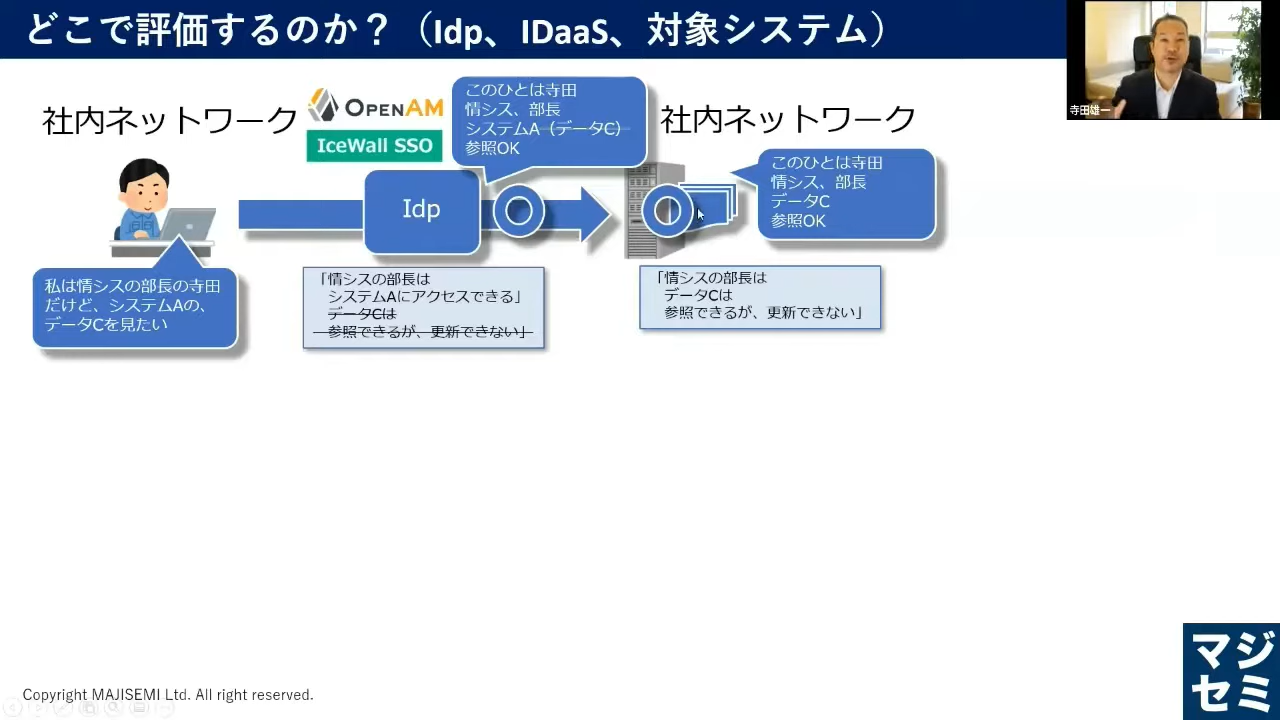 どこで評価するのか？（Idp、IDaaS、対象システム）
寺田雄一
社内ネットワーク
OPENAM
IceWall SSO
このひとは寺田
情シス、部長
システムA（データC）
参照OK
社内ネットワーク
このひとは寺田
情シス、部長
データC
参照OK
Idp
私は情シスの部長の寺田
だけど、システムAの、
データCを見たい
「情シスの部長は
システムAにアクセスできる」
データCは
参照できるが、更新できない」
「情シスの部長は
データCは
参照できるが、更新できない」
Copyright MAJISEMI Ltd. All right reserved.
マジ
セミ